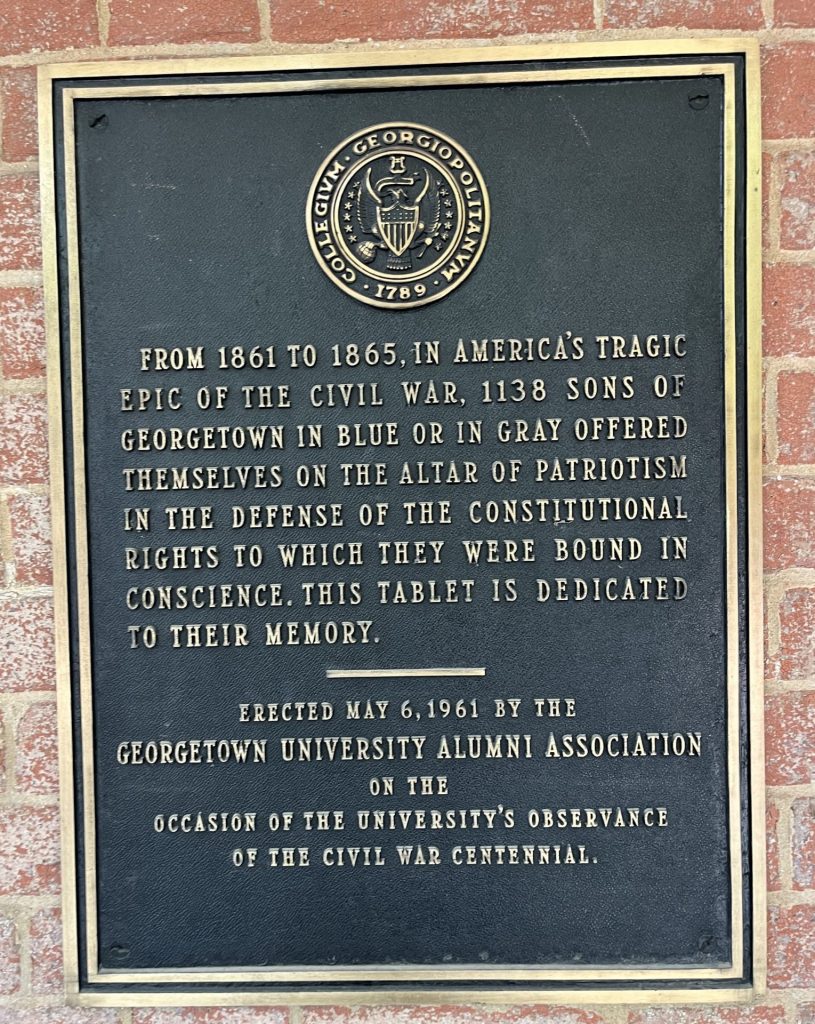 COLLEGIVM · GEORGIOPOLITANVM
· 1789 ·
FROM 1861 TO 1865, IN AMERICA'S TRAGIC
EPIC OF THE CIVIL WAR, 1138 SONS OF
GEORGETOWN IN BLUE OR IN GRAY OFFERED
THEMSELVES ON THE ALTAR OF PATRIOTISM
IN THE DEFENSE OF THE CONSTITUTIONAL
RIGHTS TO WHICH THEY WERE BOUND IN
CONSCIENCE. THIS TABLET IS DEDICATED
TO THEIR MEMORY.
ERECTED MAY 6, 1961 BY THE
GEORGETOWN UNIVERSITY ALUMNI ASSOCIATION
ON THE
OCCASION OF THE UNIVERSITY'S OBSERVANCE
OF THE CIVIL WAR CENTENNIAL.